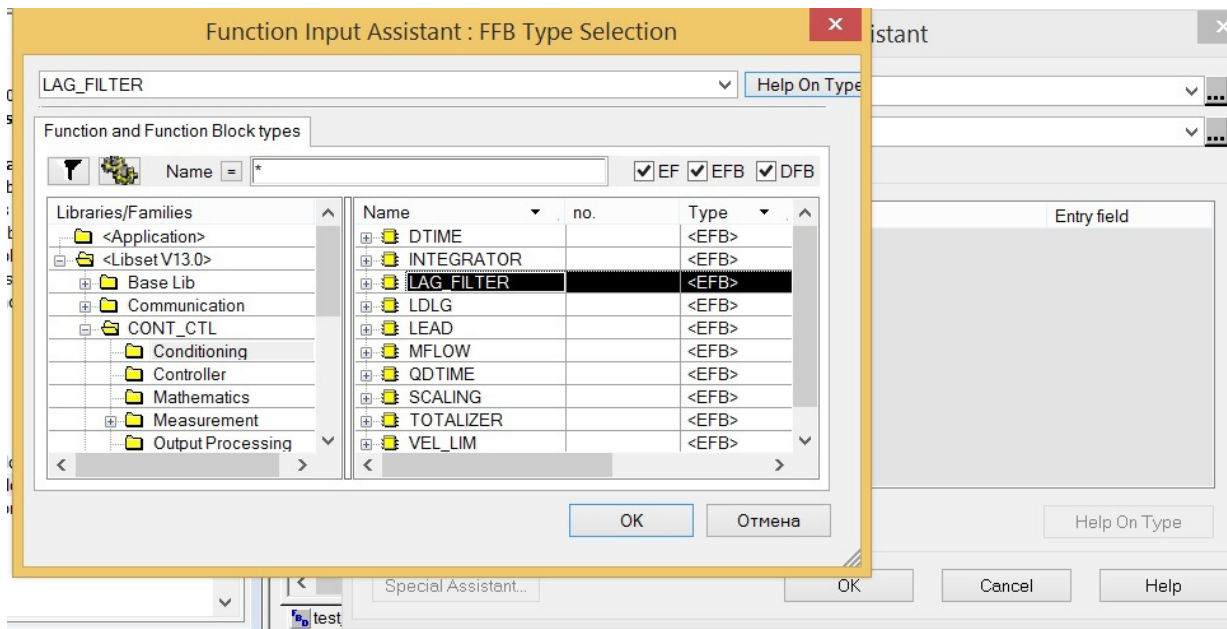 Function Input Assistant : FFB Type Selection
istant
LAG_FILTER
Help On Type
Function and Function Block types
Name = *
EF EFB DFB
Libraries/Families
<Application>
<Libset V13.0>
Base Lib
Communication
CONT_CTL
Conditioning
Controller
Mathematics
Measurement
Output Processing
Name no. Type
DTIME <EFB>
INTEGRATOR <EFB>
LAG_FILTER <EFB>
LDLG <EFB>
LEAD <EFB>
MFLOW <EFB>
QDTIME <EFB>
SCALING <EFB>
TOTALIZER <EFB>
VEL_LIM <EFB>
Entry field
OK Отмена
Help On Type
Special Assistant...
OK Cancel Help
test